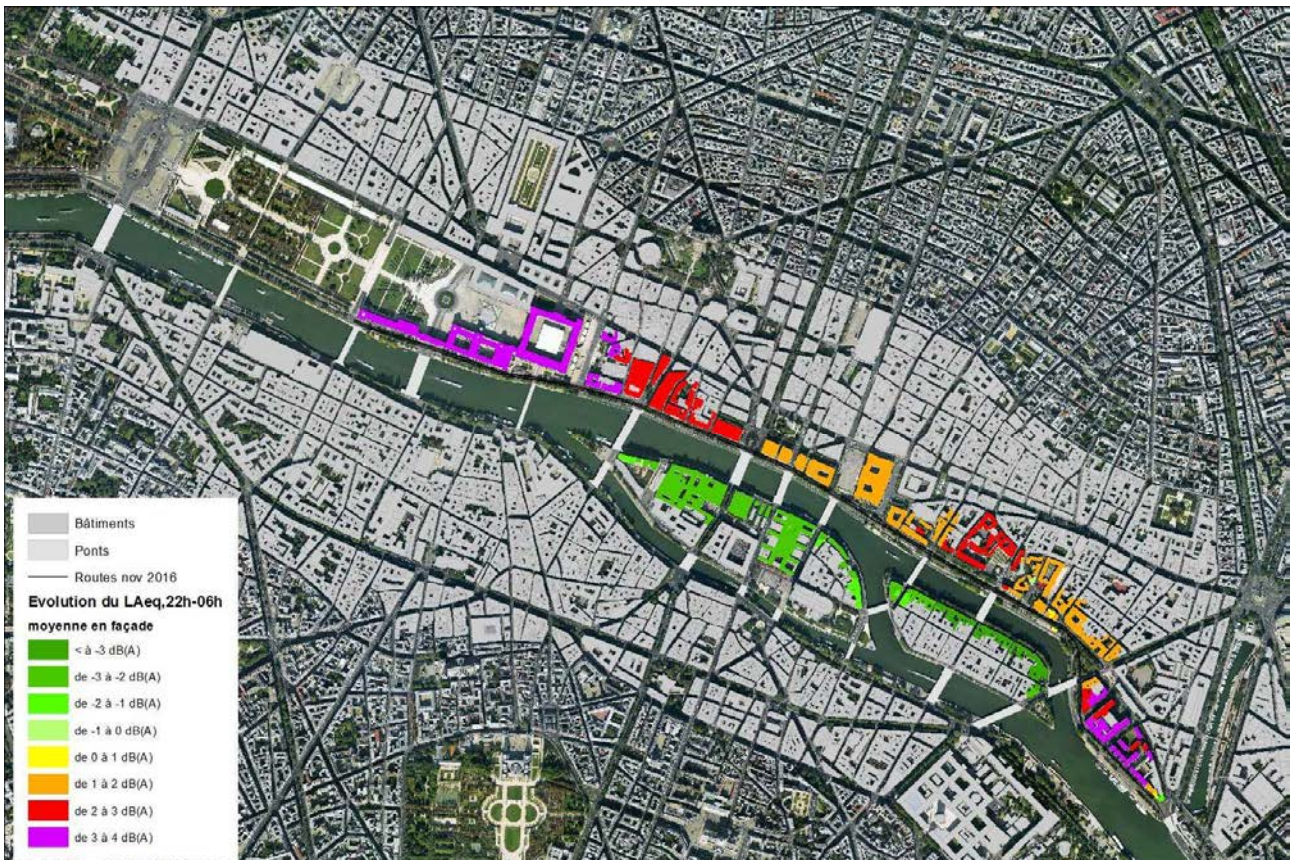 Bâtiments
Ponts
Routes nov 2016
Evolution du LAeq,22h-06h
moyenne en façade
< à -3 dB(A)
de -3 à -2 dB(A)
de -2 à -1 dB(A)
de -1 à 0 dB(A)
de 0 à 1 dB(A)
de 1 à 2 dB(A)
de 2 à 3 dB(A)
de 3 à 4 dB(A)